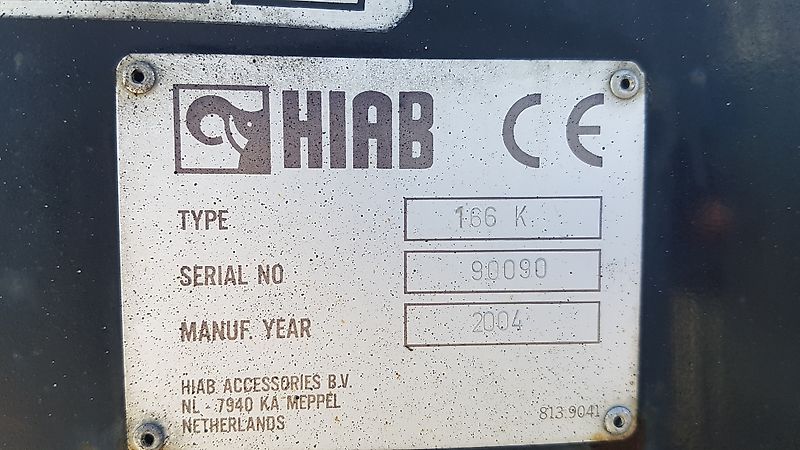 HIAB CE
TYPE 166 K
SERIAL NO 90090
MANUF. YEAR 2004
HIAB ACCESSORIES B.V.
NL - 7940 KA MEPPEL
NETHERLANDS
813.9041